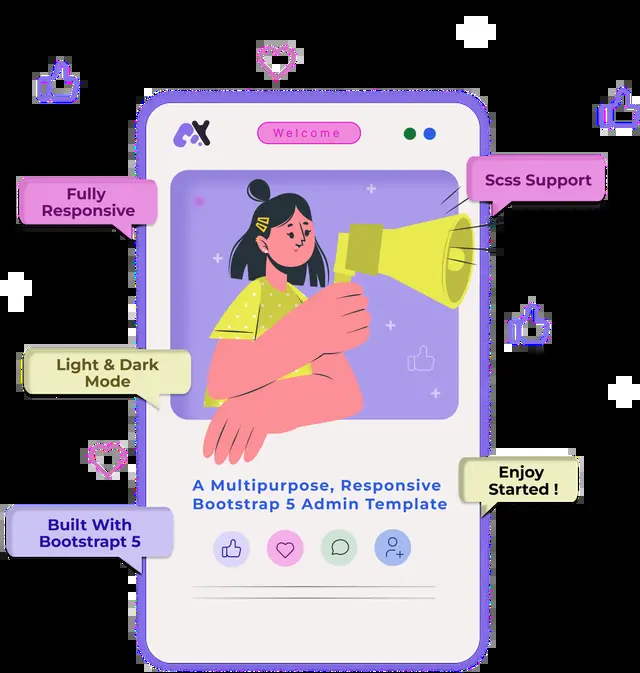 Welcome
Scss Support
Fully
Responsive
Light & Dark
Mode
A Multipurpose, Responsive
Bootstrap 5 Admin Template
Enjoy
Started !
Built With
Bootstrapt 5